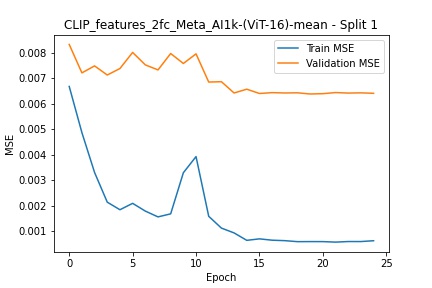 CLIP_features_2fc_Meta_AI1k-(ViT-16)-mean - Split 1
Train MSE
Validation MSE
0.008
0.007
0.006
0.005
0.004
0.003
0.002
0.001
MSE
0 5 10 15 20 25
Epoch